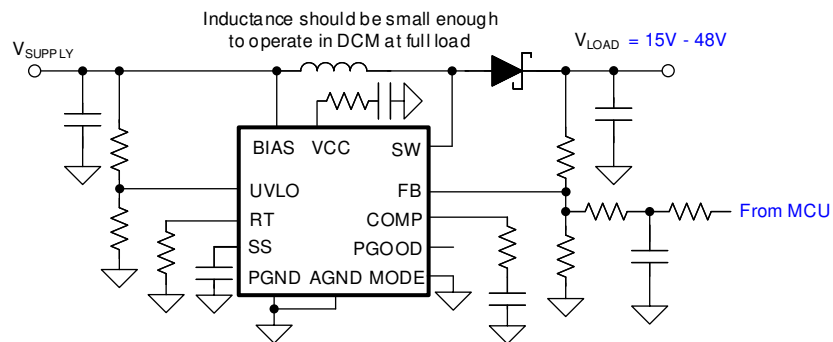 Inductance should be small enough
to operate in DCM at full load
VSUPPLY
VLOAD = 15V - 48V
BIAS VCC SW
UVLO FB
RT COMP
SS PGOOD
PGND AGND MODE
From MCU